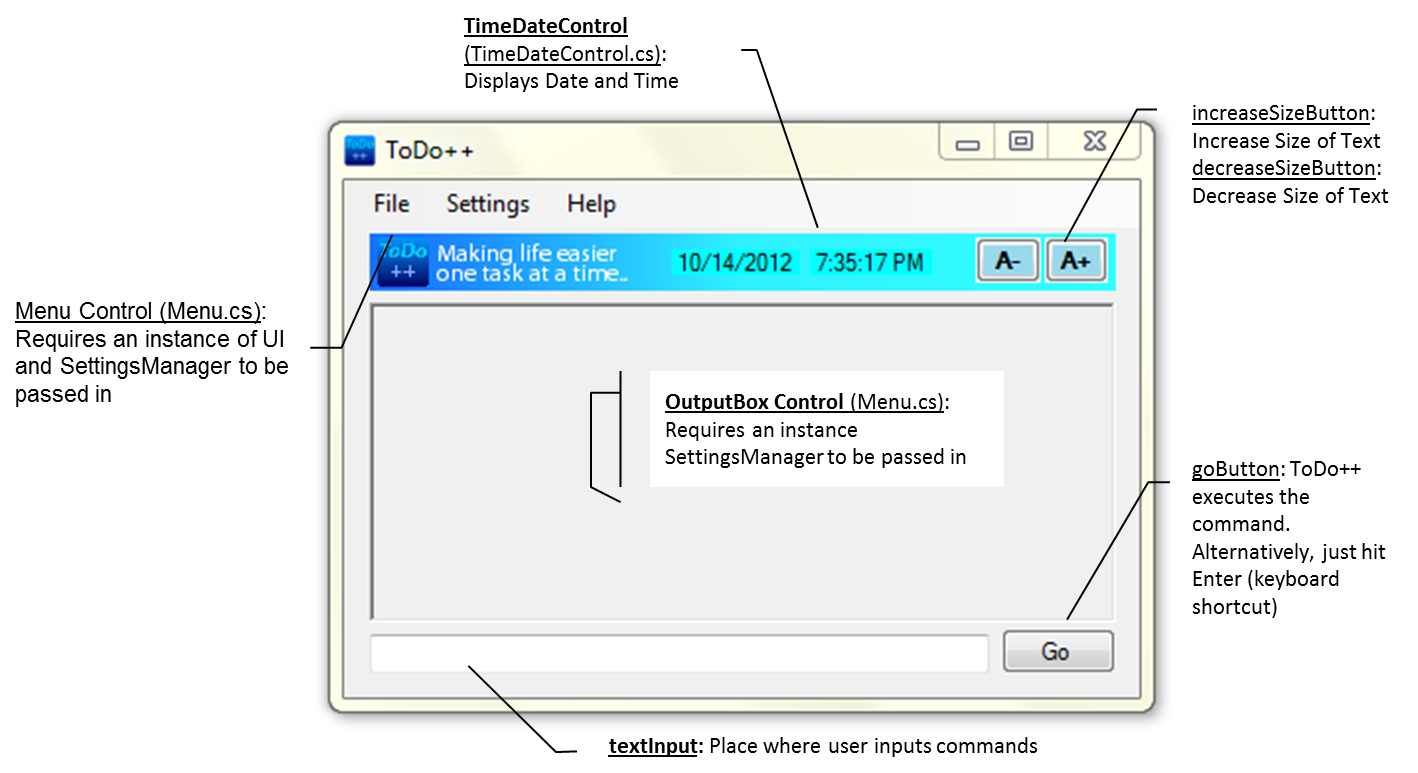 TimeDateControl
(TimeDateControl.cs):
Displays Date and Time
increaseSizeButton:
Increase Size of Text
decreaseSizeButton:
Decrease Size of Text
ToDo
++
ToDo++
File Settings Help
ToDo
++
Making life easier
one task at a time..
10/14/2012 7:35:17 PM
A- A+
Menu Control (Menu.cs):
Requires an instance of UI
and SettingsManager to be
passed in
OutputBox Control (Menu.cs):
Requires an instance
SettingsManager to be passed in
goButton: ToDo++
executes the
command.
Alternatively, just hit
Enter (keyboard
shortcut)
Go
textInput: Place where user inputs commands